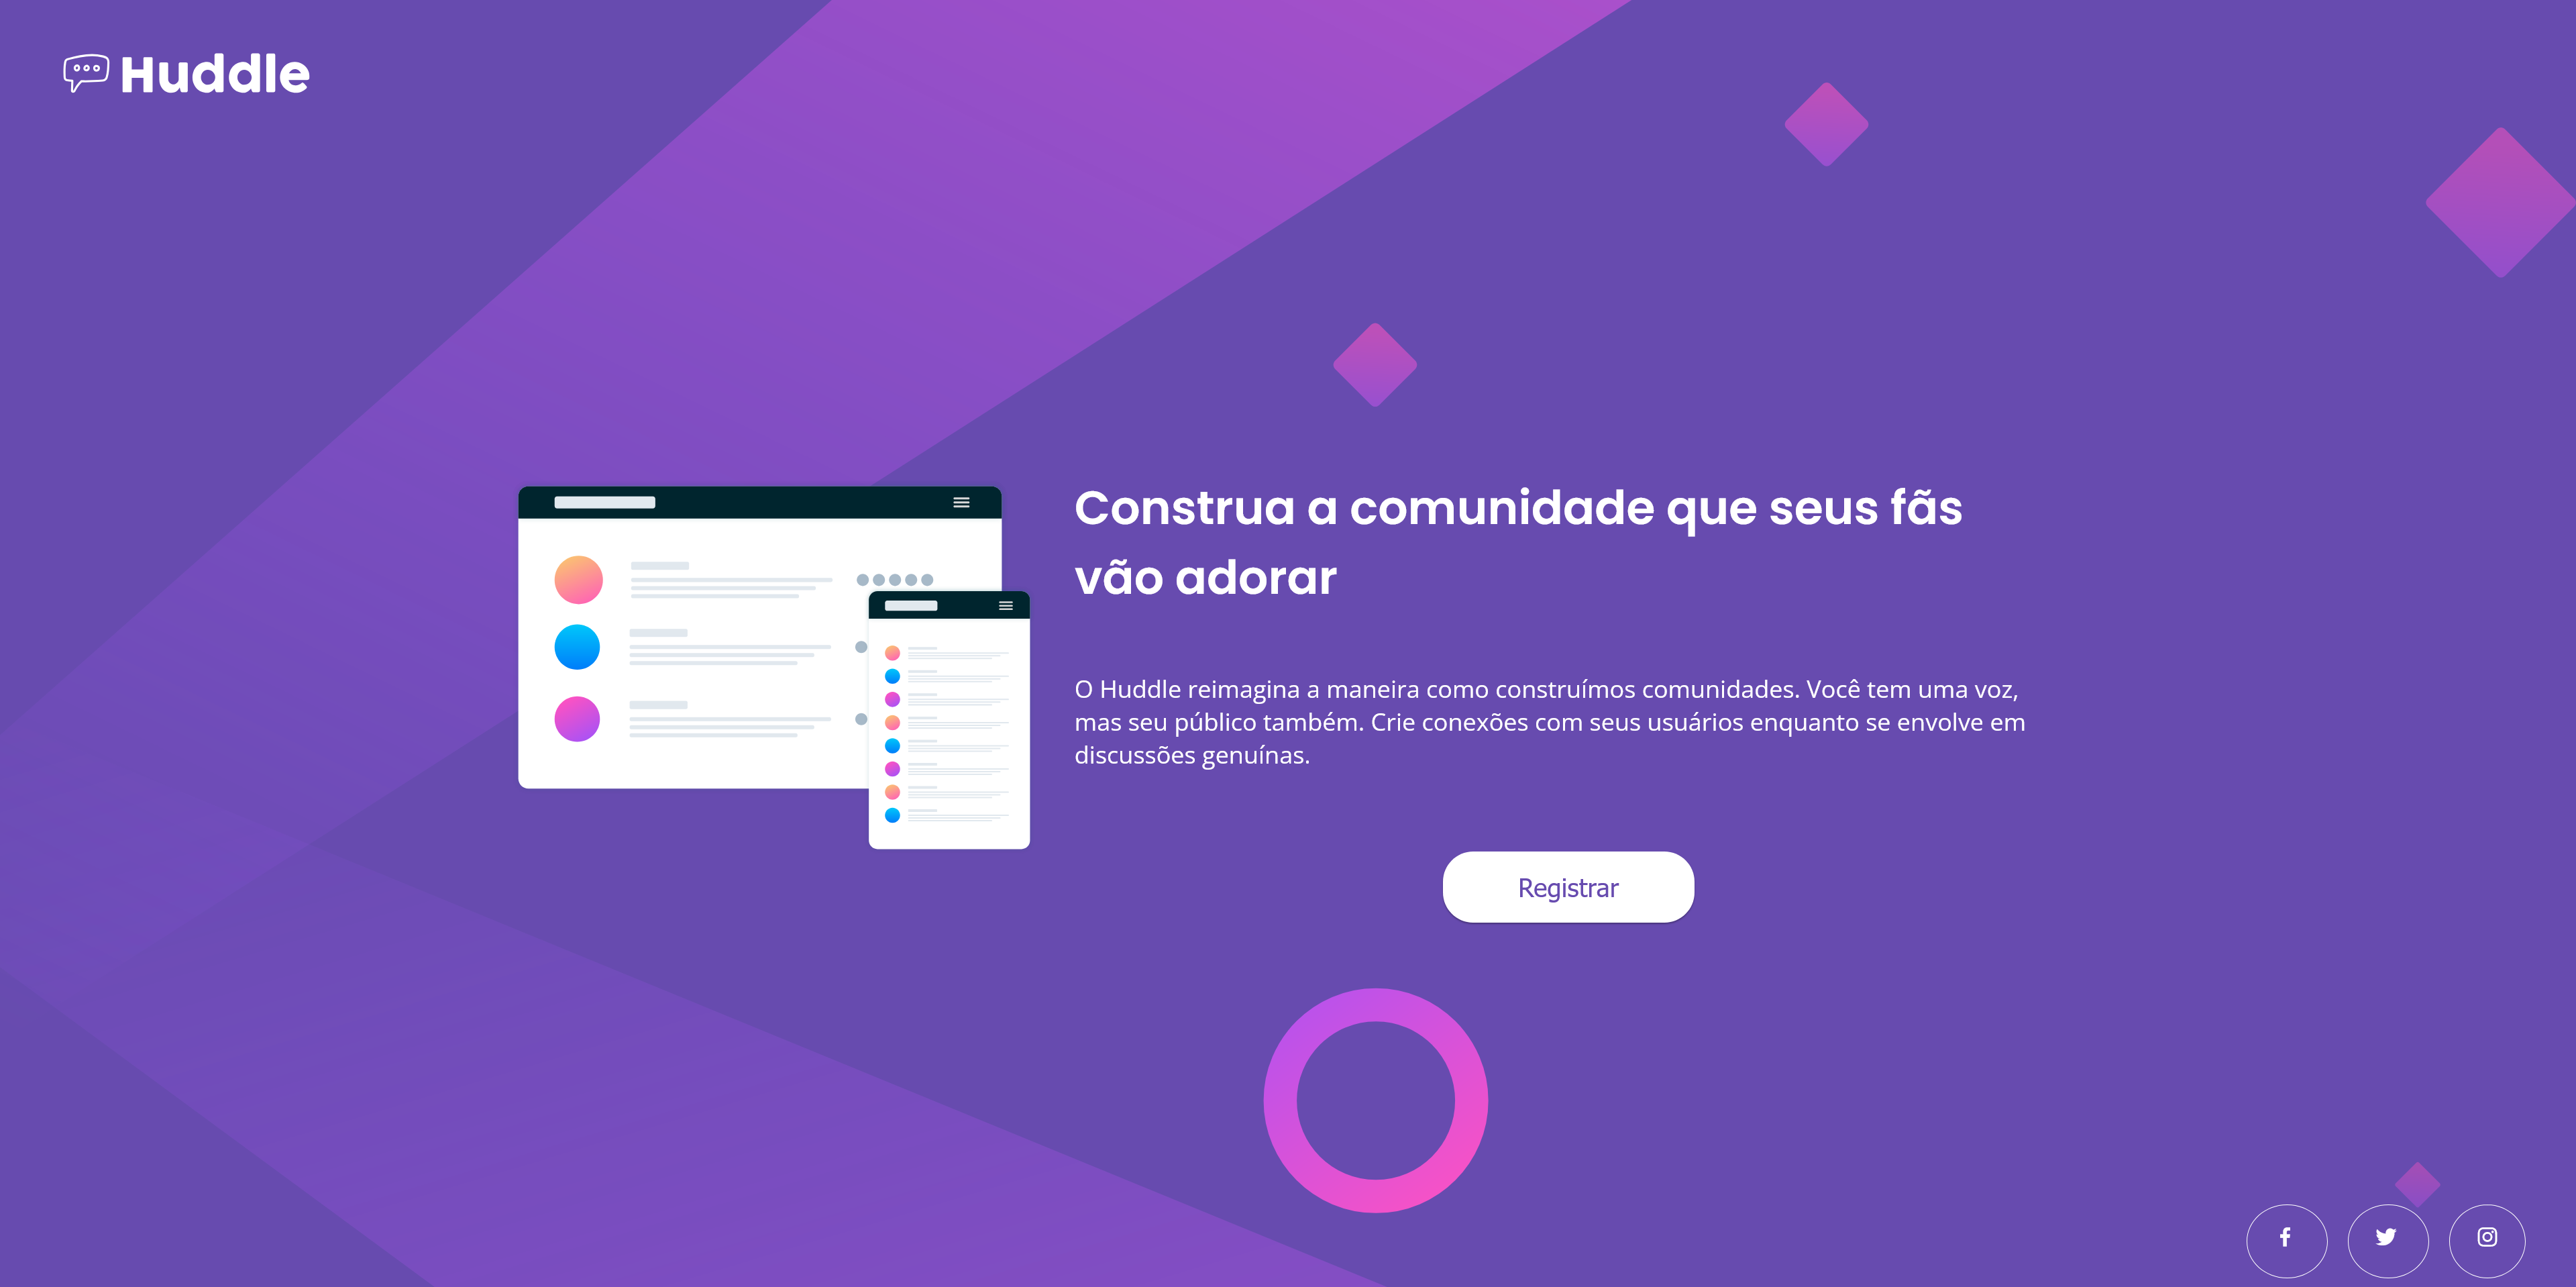 Huddle
Construa a comunidade que seus fãs
vão adorar
O Huddle reimagina a maneira como construímos comunidades. Você tem uma voz,
mas seu público também. Crie conexões com seus usuários enquanto se envolve em
discussões genuínas.
Registrar